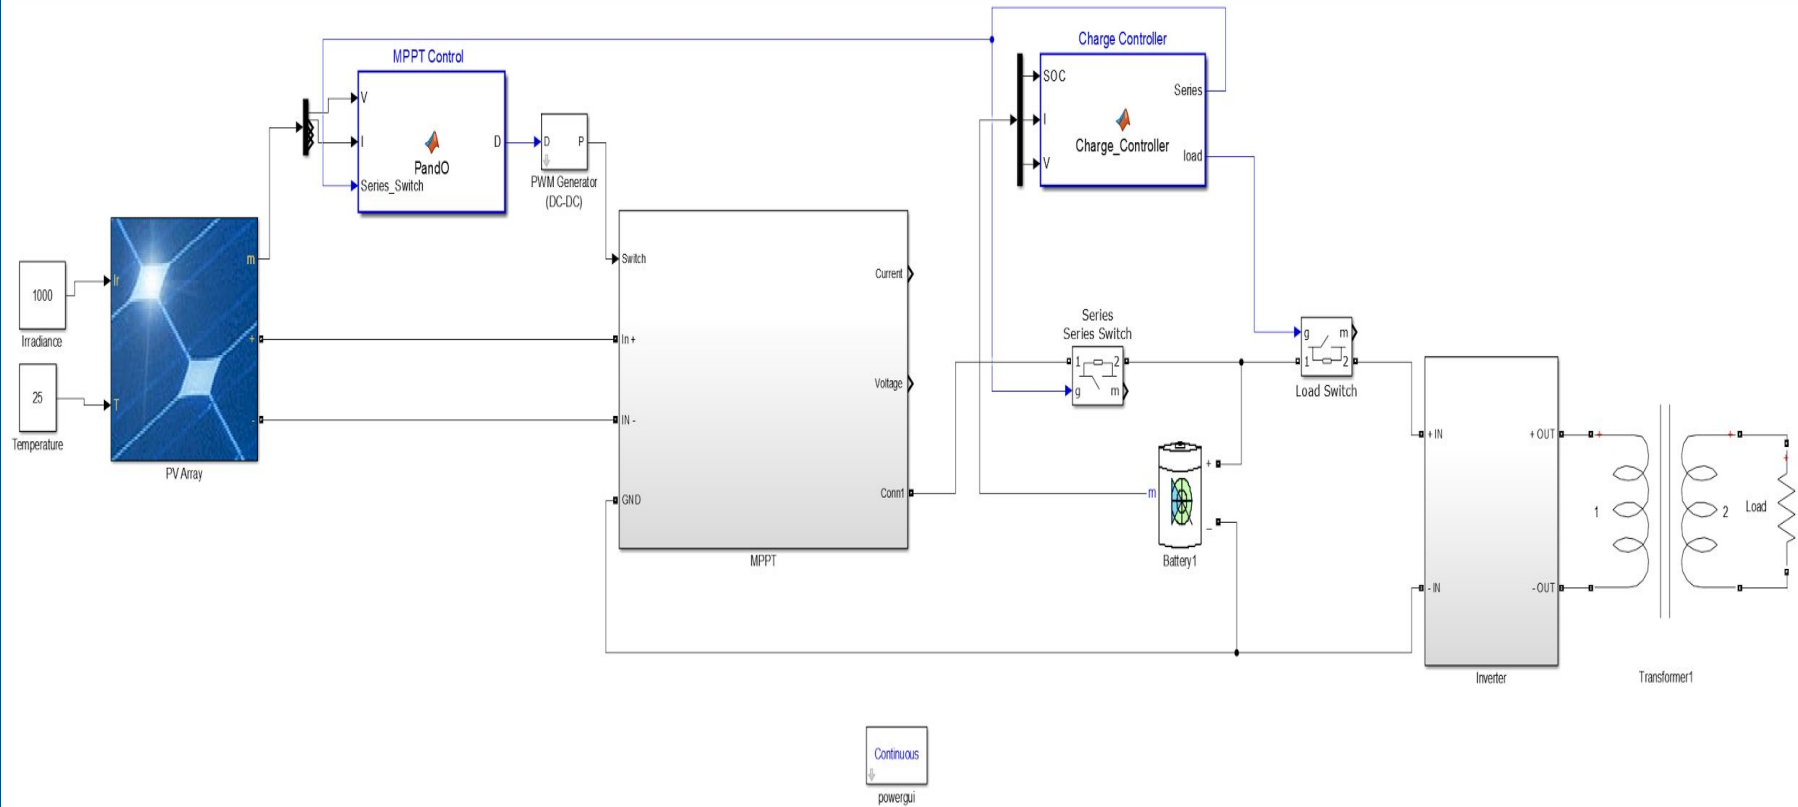 MPPT Control
V
I
Series_Switch
PandO
D
D
P
PWM Generator
(DC-DC)
Charge Controller
SOC
I
V
Charge_Controller
Series
load
1000
Irradiance
25
Temperature
Ir
T
m
+
-
PV Array
Switch
In+
IN -
GND
Current
Voltage
Conn1
MPPT
Series
Series Switch
1
2
g
m
g
m
1
2
Load Switch
m
+
_
Battery1
+ IN
- IN
+ OUT
- OUT
Inverter
+
1
+
2
Transformer1
+
Load
Continuous
powergui